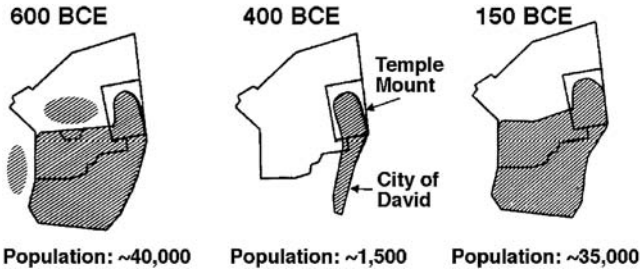 600 BCE
400 BCE
150 BCE
Temple
Mount
City of
David
Population: ~40,000
Population: ~1,500
Population: ~35,000